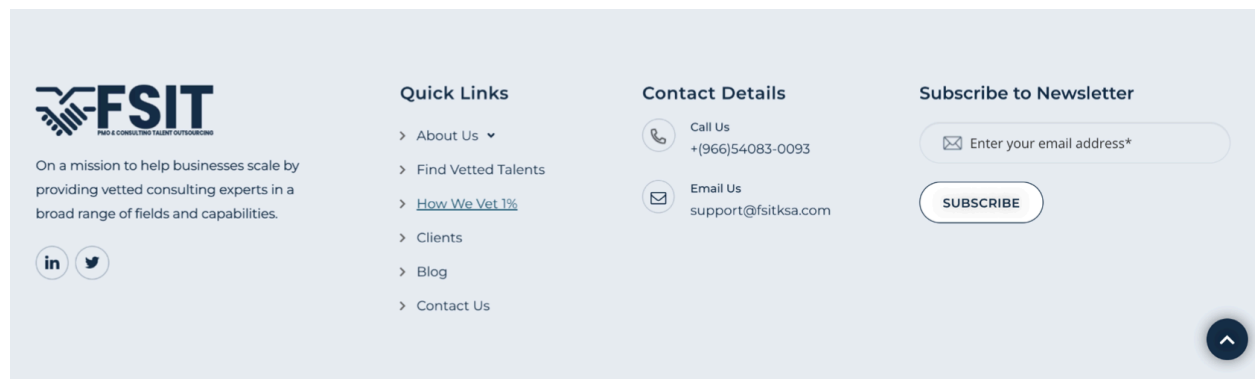 FSIT
PMO & CONSULTING TALENT OUTSOURCING
On a mission to help businesses scale by
providing vetted consulting experts in a
broad range of fields and capabilities.
in
Quick Links
About Us
Find Vetted Talents
How We Vet 1%
Clients
Blog
Contact Us
Contact Details
Call Us
+(966)54083-0093
Email Us
support@fsitksa.com
Subscribe to Newsletter
Enter your email address*
SUBSCRIBE